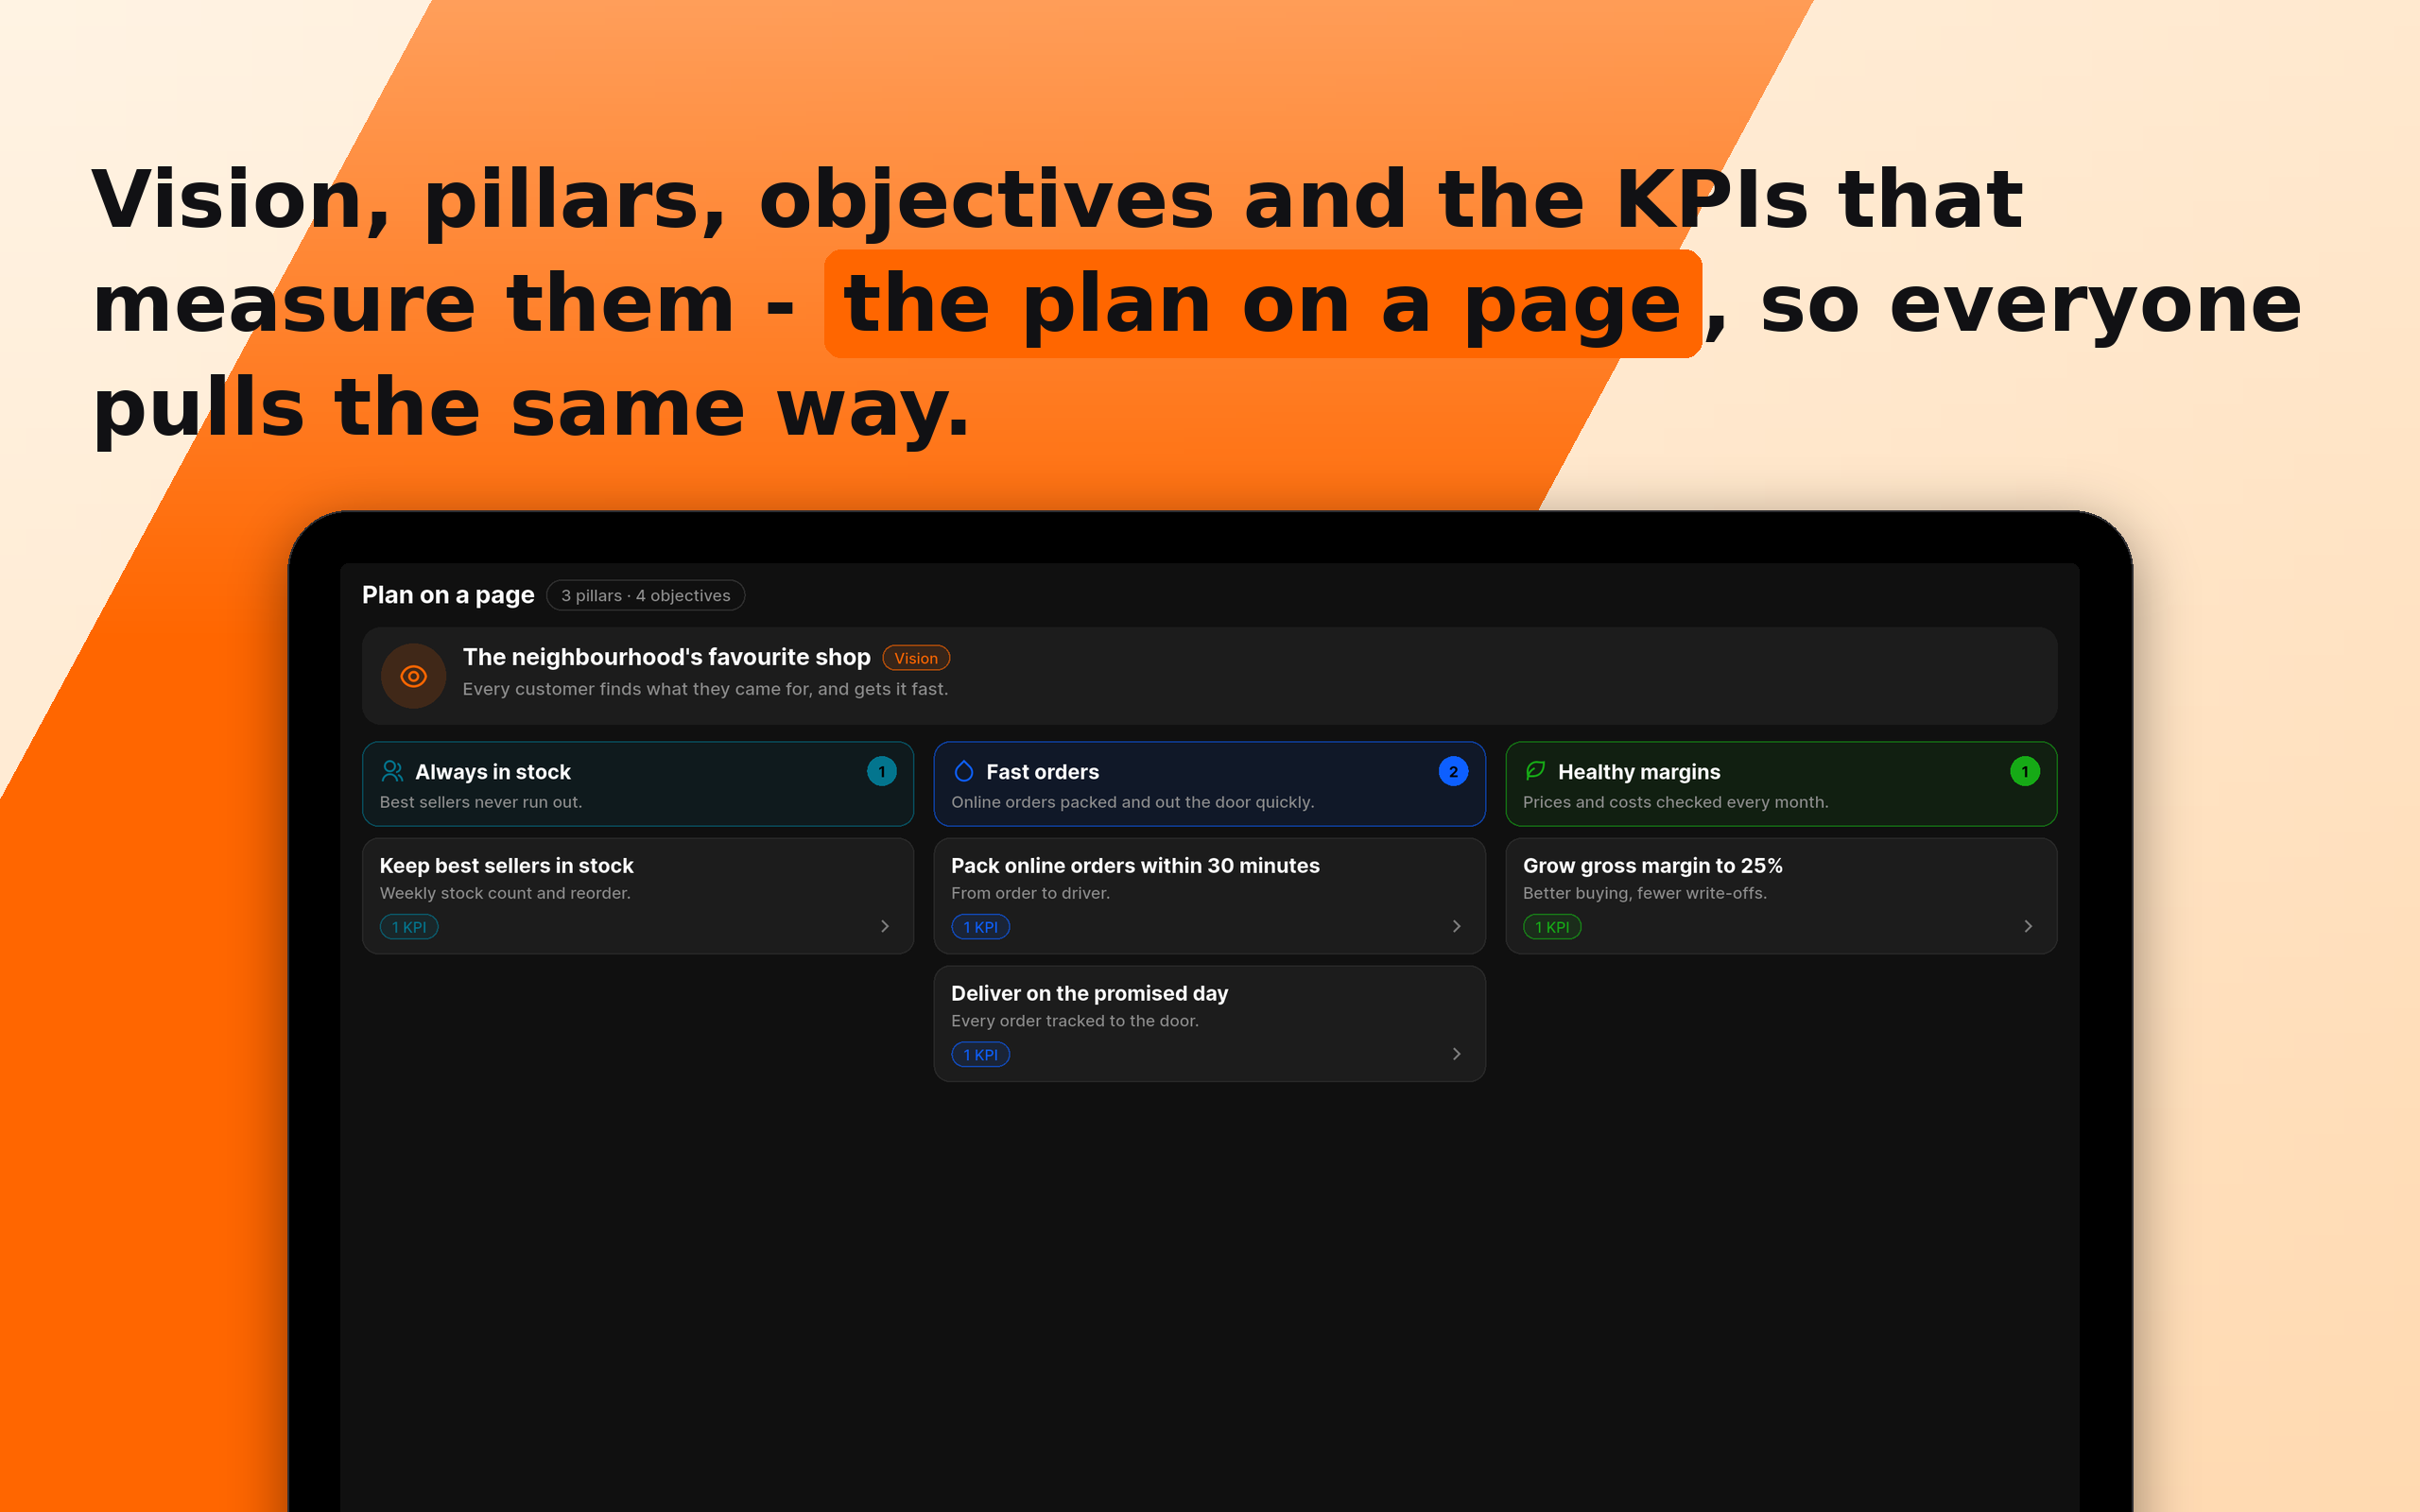 Vision, pillars, objectives and the KPIs that
measure them - the plan on a page, so everyone
pulls the same way.
Plan on a page
3 pillars · 4 objectives
The neighbourhood's favourite shop
Vision
Every customer finds what they came for, and gets it fast.
Always in stock
1
Best sellers never run out.
Keep best sellers in stock
Weekly stock count and reorder.
1 KPI
Fast orders
2
Online orders packed and out the door quickly.
Pack online orders within 30 minutes
From order to driver.
1 KPI
Deliver on the promised day
Every order tracked to the door.
1 KPI
Healthy margins
1
Prices and costs checked every month.
Grow gross margin to 25%
Better buying, fewer write-offs.
1 KPI